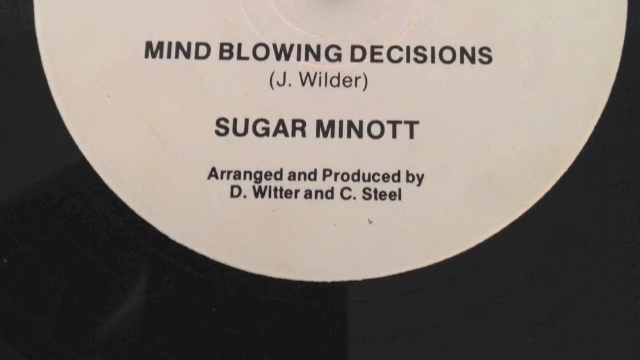 MIND BLOWING DECISIONS
(J. Wilder)
SUGAR MINOTT
Arranged and Produced by
D. Witter and C. Steel